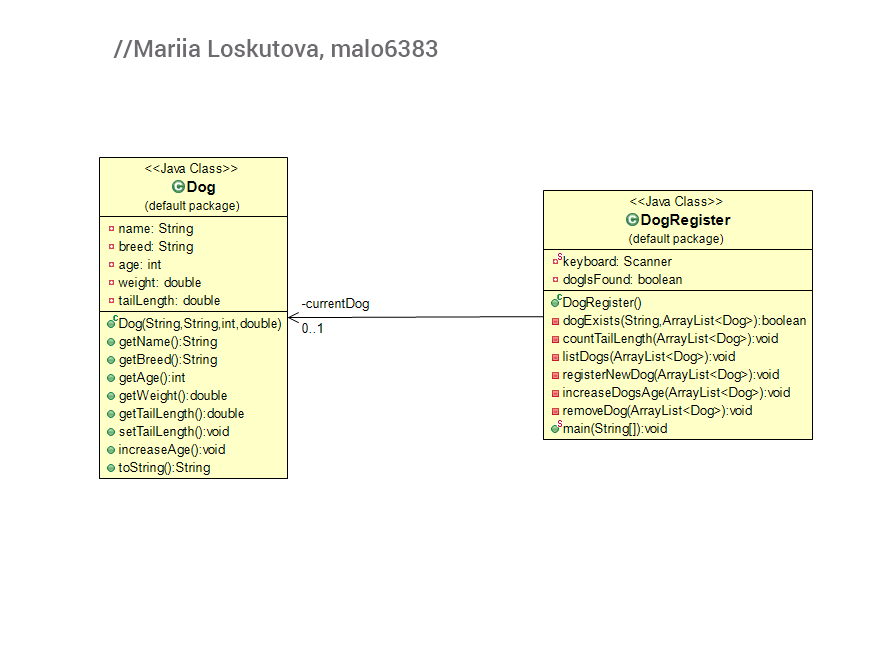 //Mariia Loskutova, malo6383
<<Java Class>>
Dog
(default package)
name: String
breed: String
age: int
weight: double
tailLength: double
Dog(String,String,int,double)
getName():String
getBreed():String
getAge():int
getWeight():double
getTailLength():double
setTailLength():void
increaseAge():void
toString():String
-currentDog
0..1
<<Java Class>>
DogRegister
(default package)
keyboard: Scanner
dogIsFound: boolean
DogRegister()
dogExists(String,ArrayList<Dog>):boolean
countTailLength(ArrayList<Dog>):void
listDogs(ArrayList<Dog>):void
registerNewDog(ArrayList<Dog>):void
increaseDogsAge(ArrayList<Dog>):void
removeDog(ArrayList<Dog>):void
main(String[]):void